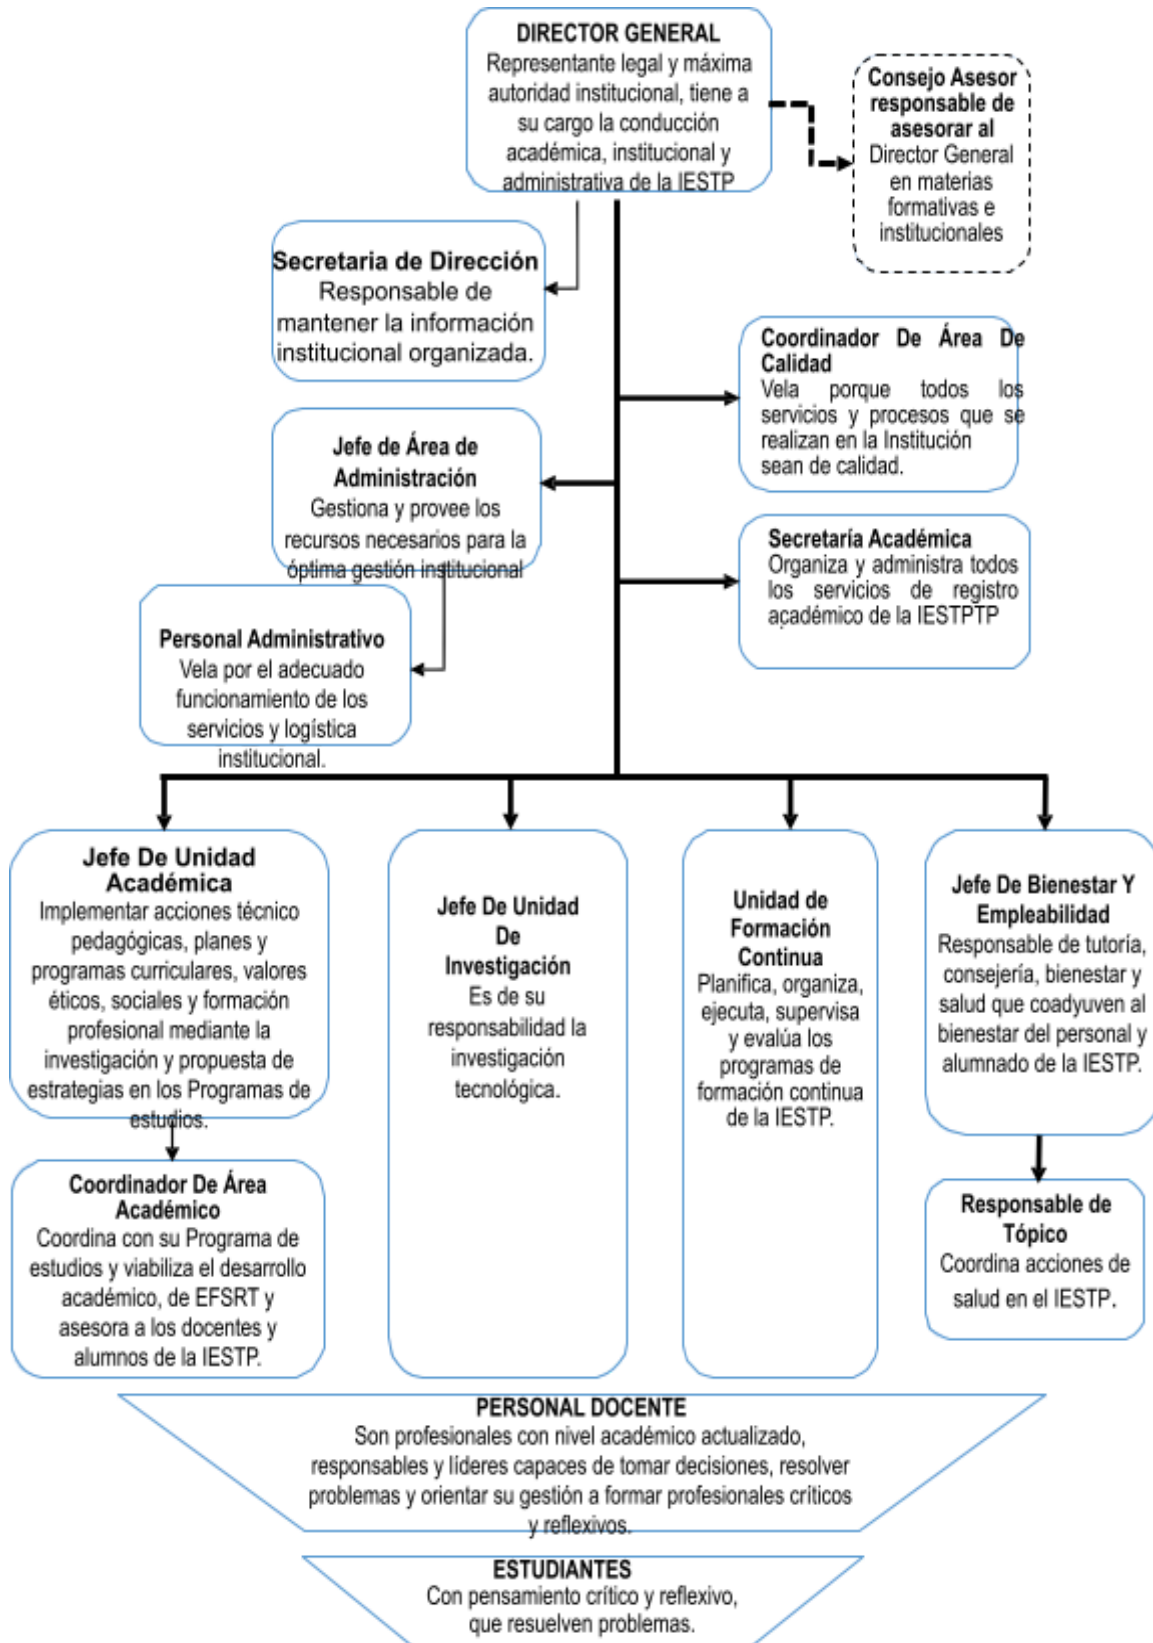 DIRECTOR GENERAL
Representante legal y máxima
autoridad institucional, tiene a
su cargo la conducción
académica, institucional y
administrativa de la IESTP
Consejo Asesor
responsable de
asesorar al
Director General
en materias
formativas e
institucionales
Secretaria de Dirección
Responsable de
mantener la información
institucional organizada.
Coordinador De Área De
Calidad
Vela porque todos los
servicios y procesos que se
realizan en la Institución
sean de calidad.
Jefe de Área de
Administración
Gestiona y provee los
recursos necesarios para la
óptima gestión institucional
Secretaría Académica
Organiza y administra todos
los servicios de registro
académico de la IESTPTP
Personal Administrativo
Vela por el adecuado
funcionamiento de los
servicios y logística
institucional.
Jefe De Unidad
Académica
Implementar acciones técnico
pedagógicas, planes y
programas curriculares, valores
éticos, sociales y formación
profesional mediante la
investigación y propuesta de
estrategias en los Programas de
estudios.
Jefe De Unidad
De
Investigación
Es de su
responsabilidad la
investigación
tecnológica.
Unidad de
Formación
Continua
Planifica, organiza,
ejecuta, supervisa
y evalúa los
programas de
formación continua
de la IESTP.
Jefe De Bienestar Y
Empleabilidad
Responsable de tutoría,
consejería, bienestar y
salud que coadyuven al
bienestar del personal y
alumnado de la IESTP.
Coordinador De Área
Académico
Coordina con su Programa de
estudios y viabiliza el desarrollo
académico, de EFSRT y
asesora a los docentes y
alumnos de la IESTP.
Responsable de
Tópico
Coordina acciones de
salud en el IESTP.
PERSONAL DOCENTE
Son profesionales con nivel académico actualizado,
responsables y líderes capaces de tomar decisiones, resolver
problemas y orientar su gestión a formar profesionales críticos
y reflexivos.
ESTUDIANTES
Con pensamiento crítico y reflexivo,
que resuelven problemas.